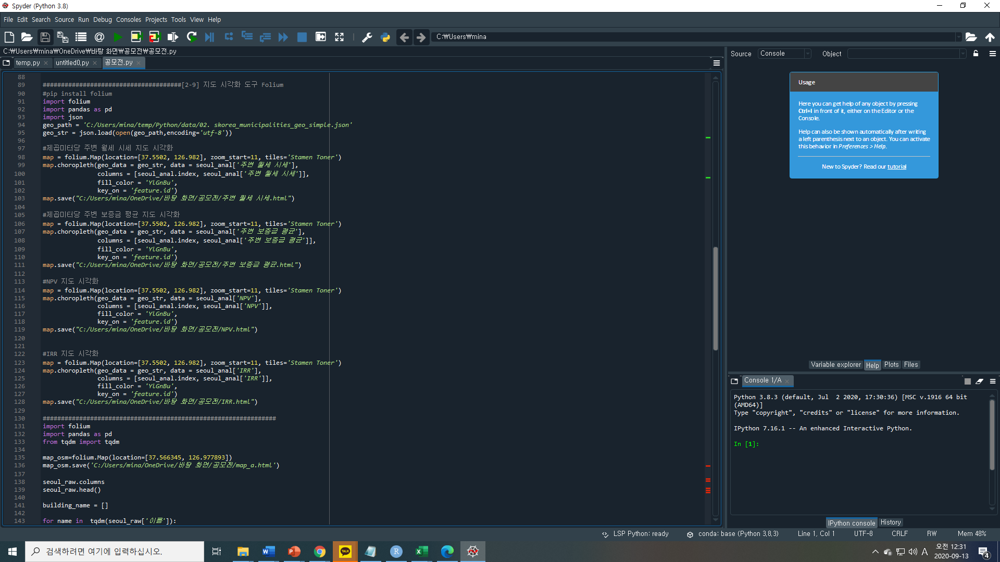 Spyder (Python 3.8)
File Edit Search Source Run Debug Consoles Projects Tools View Help
C:₩Users₩mina
C:₩Users₩mina₩OneDrive₩바탕 화면₩공모전₩공모전.py
temp.py
untitled0.py
공모전.py
88
89 ######################################[2-9] 지도 시각화 도구 Folium
90 #pip install folium
91 import folium
92 import pandas as pd
93 import json
94 geo_path = 'C:/Users/mina/temp/Python/data/02. skorea_municipalities_geo_simple.json'
95 geo_str = json.load(open(geo_path,encoding='utf-8'))
96
97 #제곱미터당 주변 월세 시세 지도 시각화
98 map = folium.Map(location=[37.5502, 126.982], zoom_start=11, tiles='Stamen Toner')
99 map.choropleth(geo_data = geo_str, data = seoul_anal['주변 월세 시세'],
100 columns = [seoul_anal.index, seoul_anal['주변 월세 시세']],
101 fill_color = 'YlGnBu',
102 key_on = 'feature.id')
103 map.save("C:/Users/mina/OneDrive/바탕 화면/공모전/주변 월세 시세.html")
104
105 #제곱미터당 주변 보증금 평균 지도 시각화
106 map = folium.Map(location=[37.5502, 126.982], zoom_start=11, tiles='Stamen Toner')
107 map.choropleth(geo_data = geo_str, data = seoul_anal['주변 보증금 평균'],
108 columns = [seoul_anal.index, seoul_anal['주변 보증금 평균']],
109 fill_color = 'YlGnBu',
110 key_on = 'feature.id')
111 map.save("C:/Users/mina/OneDrive/바탕 화면/공모전/주변 보증금 평균.html")
112
113 #NPV 지도 시각화
114 map = folium.Map(location=[37.5502, 126.982], zoom_start=11, tiles='Stamen Toner')
115 map.choropleth(geo_data = geo_str, data = seoul_anal['NPV'],
116 columns = [seoul_anal.index, seoul_anal['NPV']],
117 fill_color = 'YlGnBu',
118 key_on = 'feature.id')
119 map.save("C:/Users/mina/OneDrive/바탕 화면/공모전/NPV.html")
120
121
122 #IRR 지도 시각화
123 map = folium.Map(location=[37.5502, 126.982], zoom_start=11, tiles='Stamen Toner')
124 map.choropleth(geo_data = geo_str, data = seoul_anal['IRR'],
125 columns = [seoul_anal.index, seoul_anal['IRR']],
126 fill_color = 'YlGnBu',
127 key_on = 'feature.id')
128 map.save("C:/Users/mina/OneDrive/바탕 화면/공모전/IRR.html")
129
130 ################################################################
131 import folium
132 import pandas as pd
133 from tqdm import tqdm
134
135 map_osm=folium.Map(location=[37.566345, 126.977893])
136 map_osm.save('C:/Users/mina/OneDrive/바탕 화면/공모전/map_a.html')
137
138 seoul_raw.columns
139 seoul_raw.head()
140
141 building_name = []
142
143 for name in tqdm(seoul_raw['이름']):
Source Console Object
Usage
Here you can get help of any object by pressing
Ctrl+I in front of it, either on the Editor or the
Console.
Help can also be shown automatically after writing
a left parenthesis next to an object. You can activate
this behavior in Preferences > Help.
New to Spyder? Read our tutorial
Variable explorer Help Plots Files
Console 1/A
Python 3.8.3 (default, Jul  2 2020, 17:30:36) [MSC v.1916 64 bit
(AMD64)]
Type "copyright", "credits" or "license" for more information.
IPython 7.16.1 -- An enhanced Interactive Python.
In [1]:
IPython console History
LSP Python: ready conda: base (Python 3.8.3) Line 1, Col 1 UTF-8 CRLF RW Mem 48%
검색하려면 여기에 입력하십시오.
TALK
A
오전 12:31
2020-09-13
4